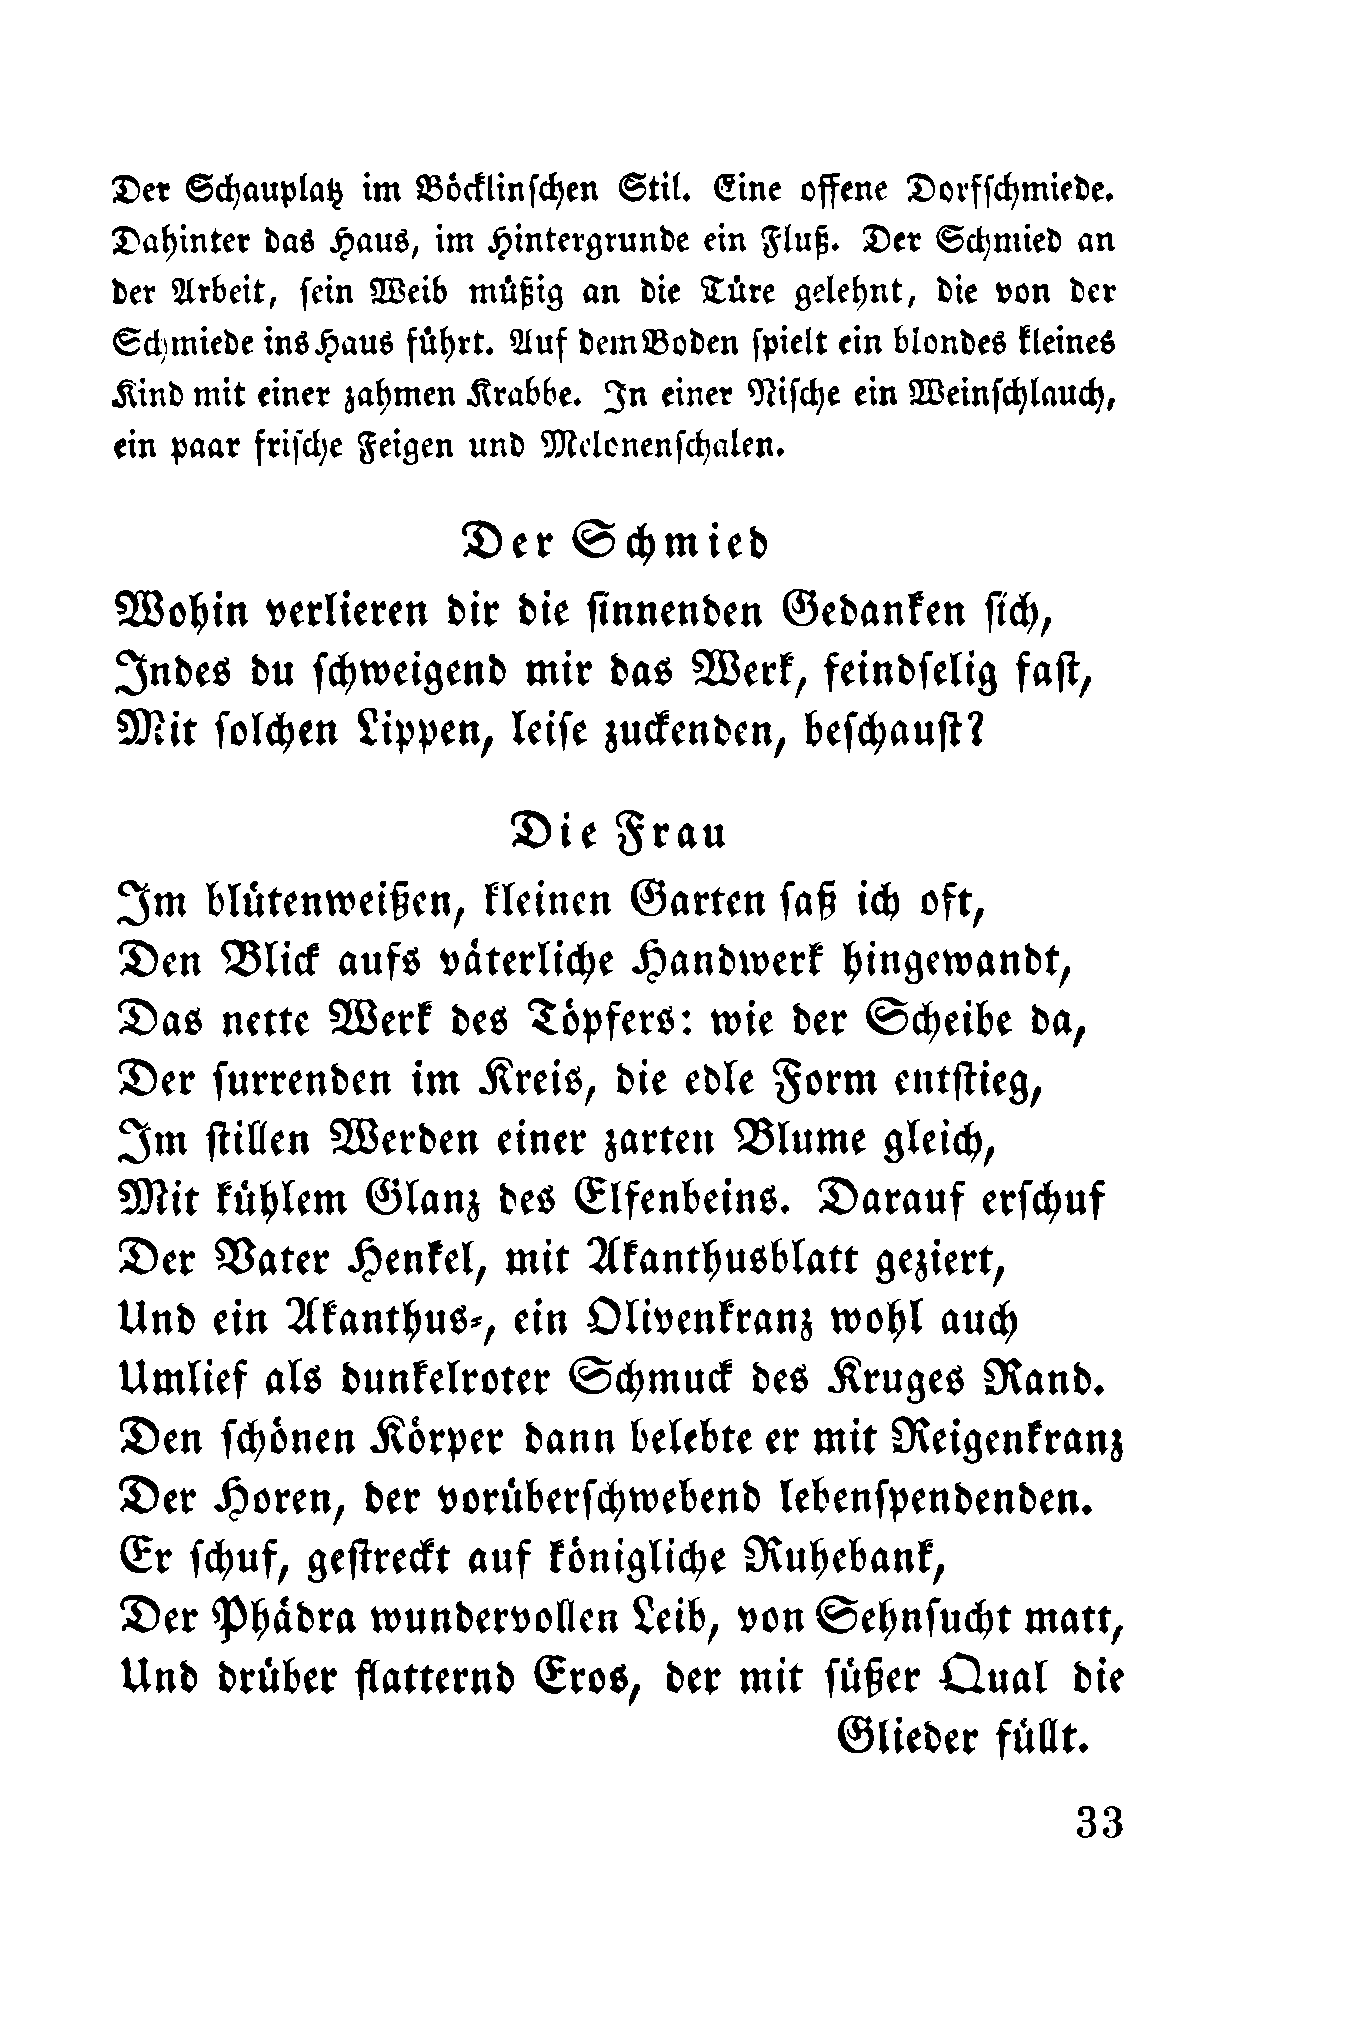 Der Schauplatz im Böcklinſchen Stil. Eine offene Dorfſchmiede.
Dahinter das Haus, im Hintergrunde ein Fluß. Der Schmied an
der Arbeit, ſein Weib müßig an die Türe gelehnt, die von der
Schmiede ins Haus führt. Auf dem Boden ſpielt ein blondes kleines
Kind mit einer zahmen Krabbe. In einer Niſche ein Weinſchlauch,
ein paar friſche Feigen und Melonenſchalen.
Der Schmied
Wohin verlieren dir die ſinnenden Gedanken ſich,
Indes du ſchweigend mir das Werk, feindſelig faſt,
Mit ſolchen Lippen, leiſe zuckenden, beſchauſt?
Die Frau
Im blütenweißen, kleinen Garten ſaß ich oft,
Den Blick aufs väterliche Handwerk hingewandt,
Das nette Werk des Töpfers: wie der Scheibe da,
Der ſurrenden im Kreis, die edle Form entſtieg,
Im ſtillen Werden einer zarten Blume gleich,
Mit kühlem Glanz des Elfenbeins. Darauf erſchuf
Der Vater Henkel, mit Akanthusblatt geziert,
Und ein Akanthus⸗, ein Olivenkranz wohl auch
Umlief als dunkelroter Schmuck des Kruges Rand.
Den ſchönen Körper dann belebte er mit Reigenkranz
Der Horen, der vorüberſchwebend lebenſpendenden.
Er ſchuf, geſtreckt auf königliche Ruhebank,
Der Phädra wundervollen Leib, von Sehnſucht matt,
Und drüber flatternd Eros, der mit ſüßer Qual die
Glieder füllt.
33